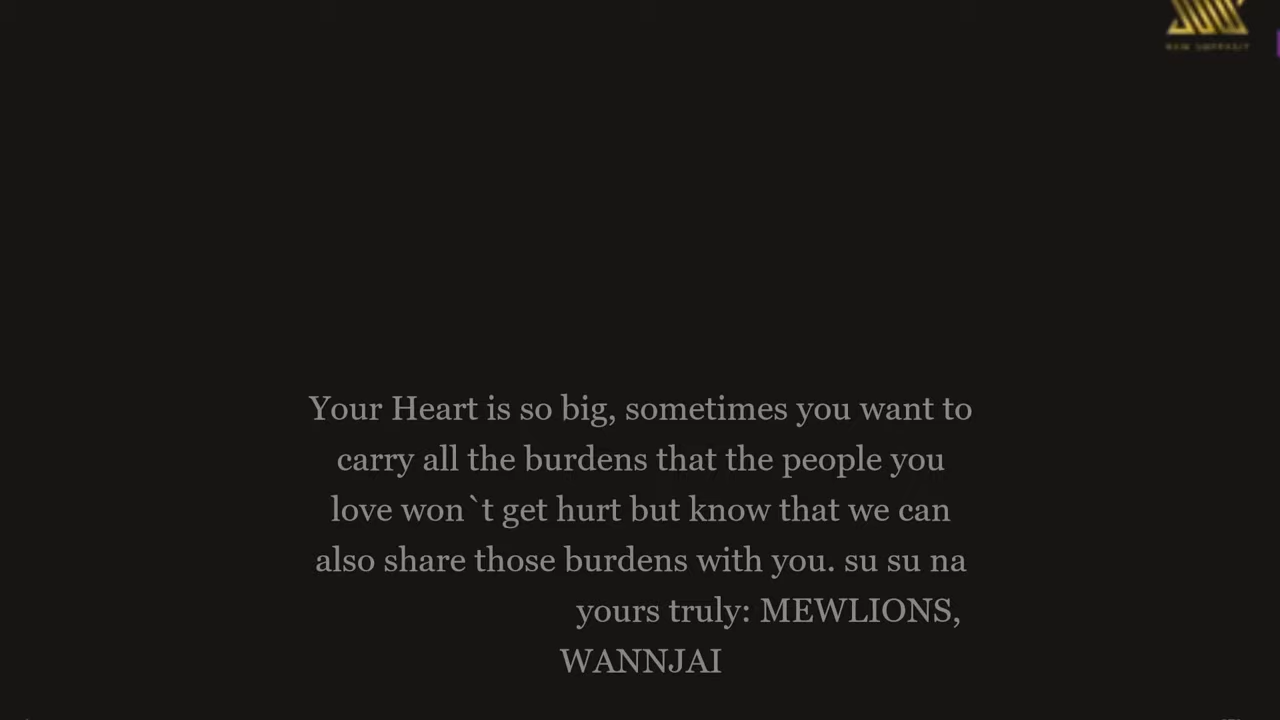 Your Heart is so big, sometimes you want to
carry all the burdens that the people you
love won`t get hurt but know that we can
also share those burdens with you. su su na
yours truly: MEWLIONS,
WANNJAI